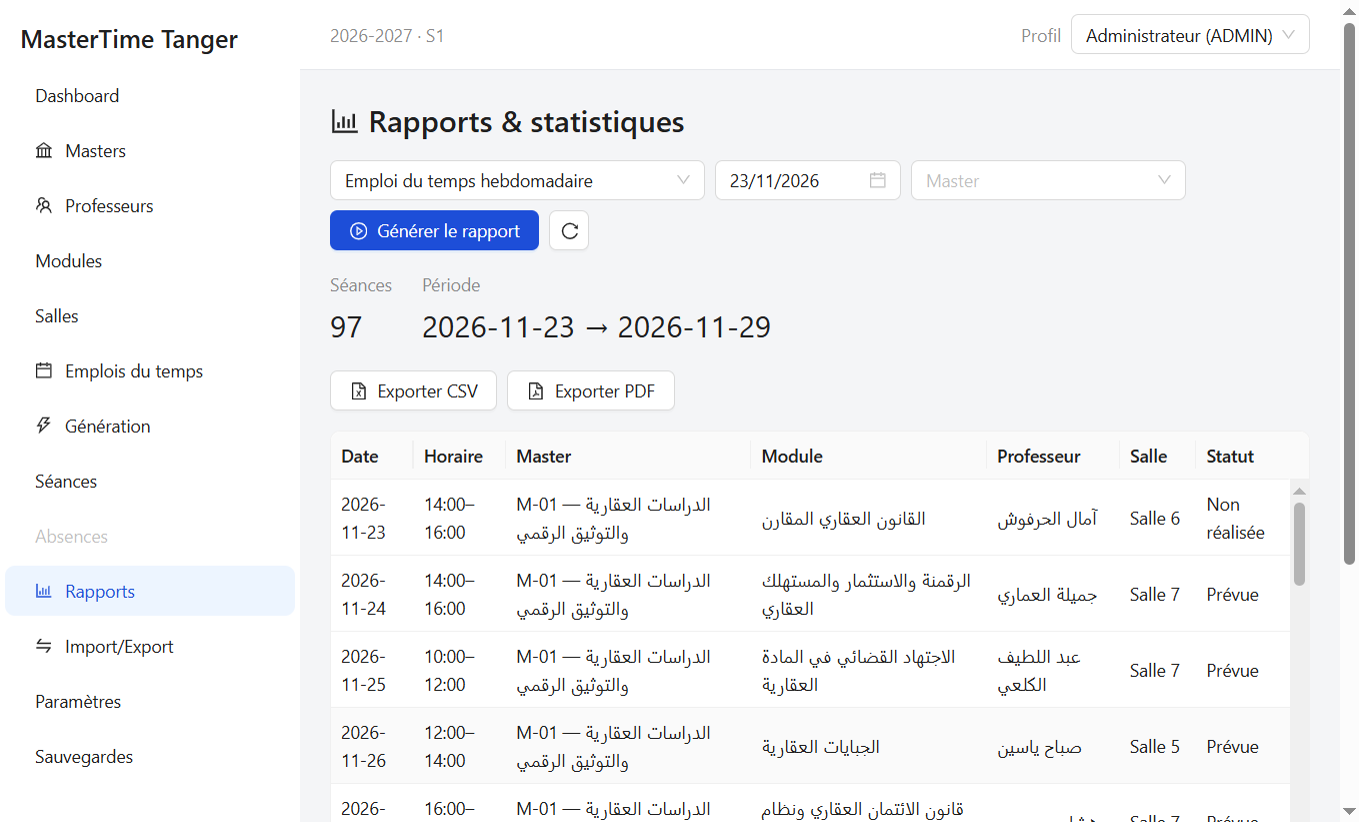 MasterTime Tanger
Dashboard
Masters
Professeurs
Modules
Salles
Emplois du temps
Génération
Séances
Absences
Rapports
Import/Export
Paramètres
Sauvegardes
2026-2027 · S1
Profil
Administrateur (ADMIN)
Rapports & statistiques
Emploi du temps hebdomadaire
23/11/2026
Master
Générer le rapport
Séances
Période
97
2026-11-23 → 2026-11-29
Exporter CSV
Exporter PDF
Date Horaire Master Module Professeur Salle Statut
2026-
11-23
14:00–
16:00
M-01 — الدراسات العقارية
والتوثيق الرقمي
القانون العقاري المقارن
آمال الحرفوش
Salle 6
Non
réalisée
2026-
11-24
14:00–
16:00
M-01 — الدراسات العقارية
والتوثيق الرقمي
الرقمنة والاستثمار والمستهلك
العقاري
جميلة العماري
Salle 7
Prévue
2026-
11-25
10:00–
12:00
M-01 — الدراسات العقارية
والتوثيق الرقمي
الاجتهاد القضائي في المادة
العقارية
عبد اللطيف
الكلعي
Salle 7
Prévue
2026-
11-26
12:00–
14:00
M-01 — الدراسات العقارية
والتوثيق الرقمي
الجبايات العقارية
صباح ياسين
Salle 5
Prévue
2026-
16:00–
M-01 — الدراسات العقارية
قانون الائتمان العقاري ونظام
Salle 7
Prévue